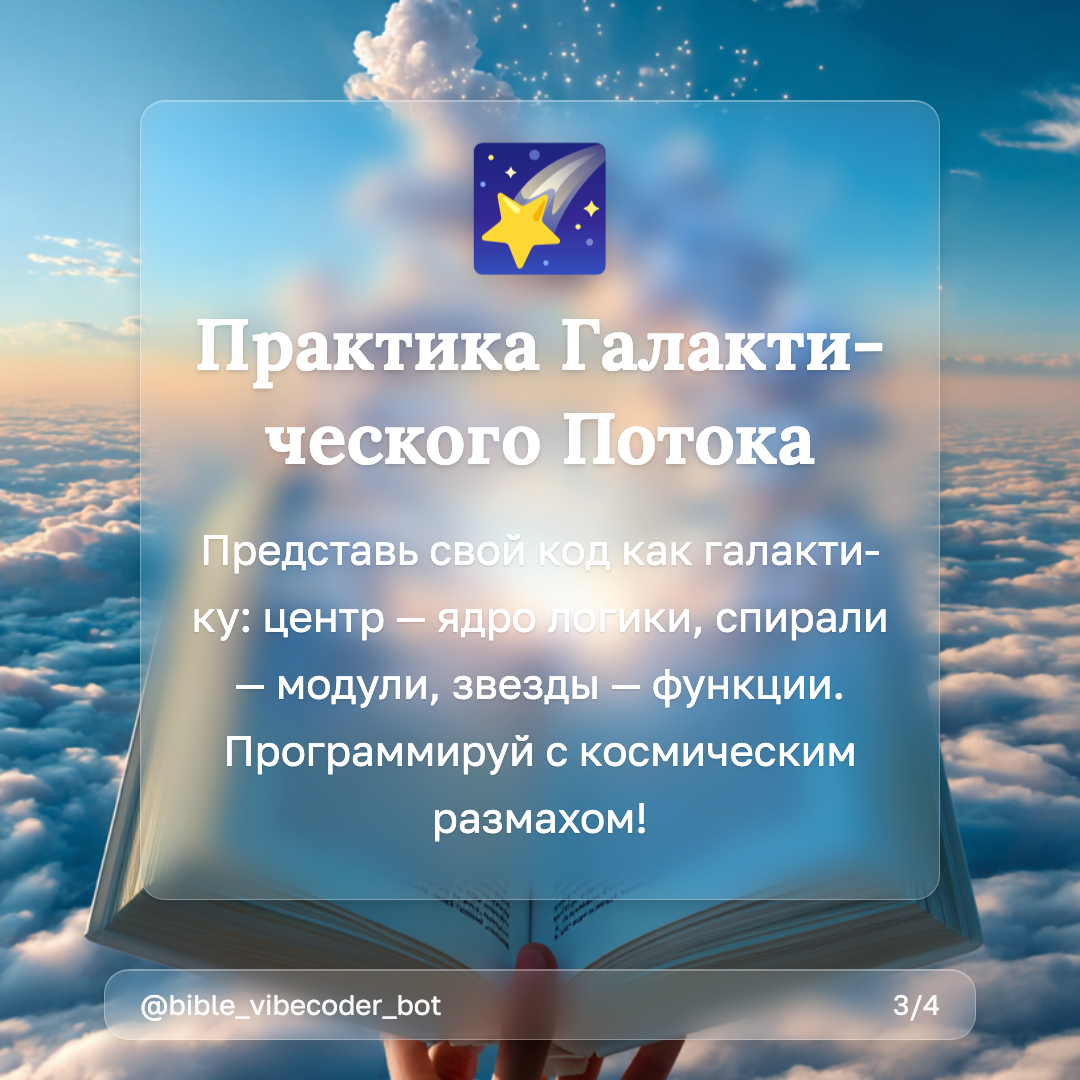 Практика Галакти-
ческого Потока
Представь свой код как галакти-
ку: центр — ядро логики, спирали
— модули, звезды — функции.
Программируй с космическим
размахом!
@bible_vibecoder_bot
3/4